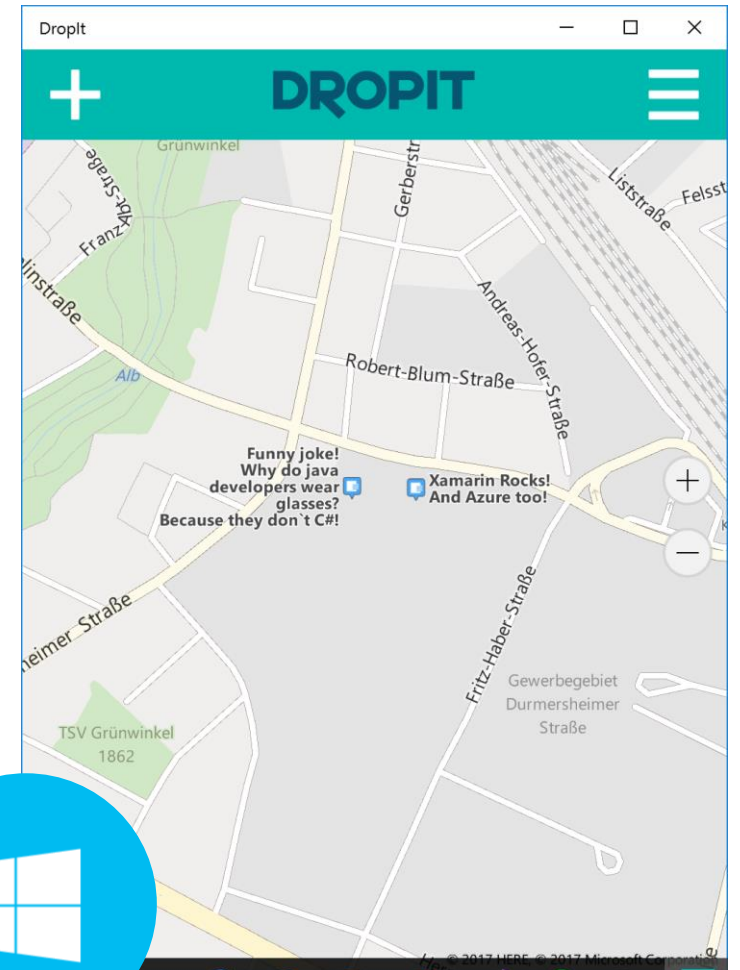 DropIt
DROPIT
Grünwinkel
Gerberstr
Liststraße
Felsst
Franz-Abt-Straße
linstraße
Andreas-Hofer-Straße
Alb
Robert-Blum-Straße
Funny joke!
Why do java
developers wear
glasses?
Because they don`t C#!
Xamarin Rocks!
And Azure too!
heimer Straße
Fritz-Haber-Straße
Gewerbegebiet
Durmersheimer
Straße
TSV Grünwinkel
1862
© 2017 HERE, © 2017 Microsoft Corporation